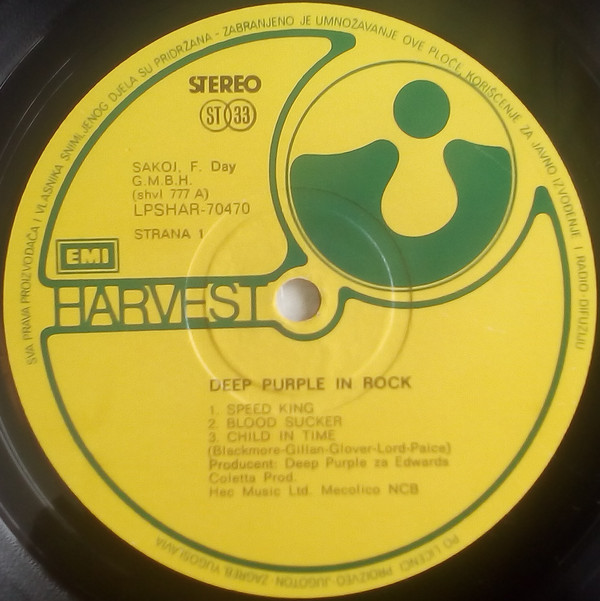 SVA PRAVA PROIZVOĐAČA I VLASNIKA SNIMLJENOG DJELA SU PRIDRŽANA - ZABRANJENO JE UMNOŽAVANJE OVE PLOČE, KORIŠĆENJE ZA JAVNO IZVOĐENJE I RADIO DIFUZIJU
STEREO
ST 33
SAKOJ, F. Day
G.M.B.H.
(shvl 777 A)
LPSHAR-70470
STRANA 1
EMI
HARVEST
DEEP PURPLE IN ROCK
1. SPEED KING
2. BLOOD SUCKER
3. CHILD IN TIME
(Blackmore-Gillan-Glover-Lord-Paice)
Producent: Deep Purple za Edwards
Coletta Prod.
Hec Music Ltd. Mecolico NCB
PO LICENCI PROIZVEO JUGOTON - ZAGREB, YUGOSLAVIA